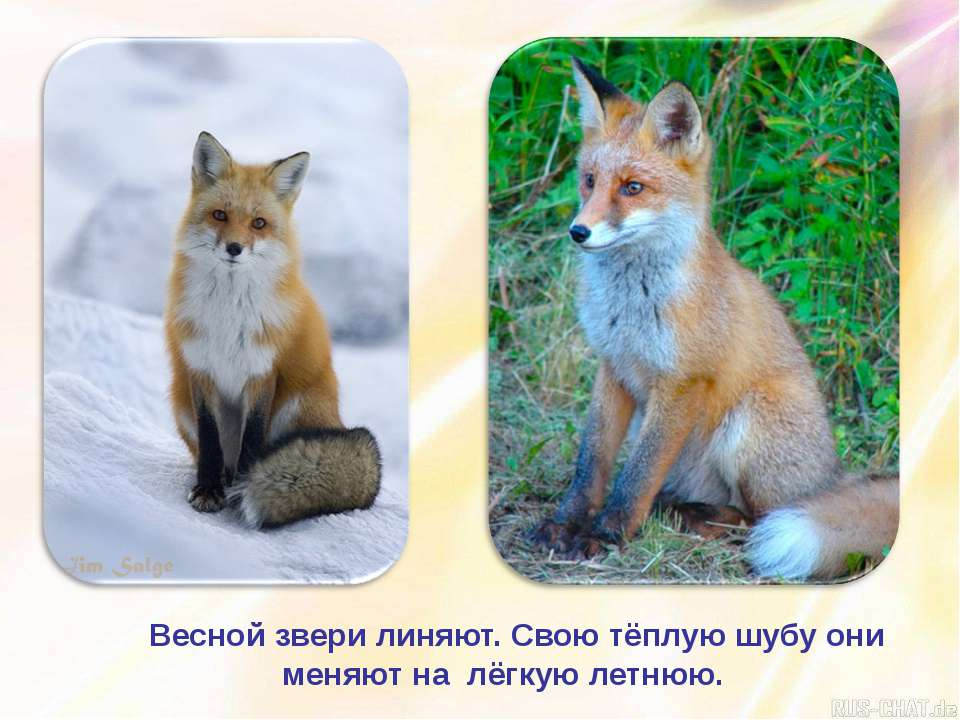 Jim Salge
Весной звери линяют. Свою тёплую шубу они
меняют на лёгкую летнюю.
RUS-CHAT.de